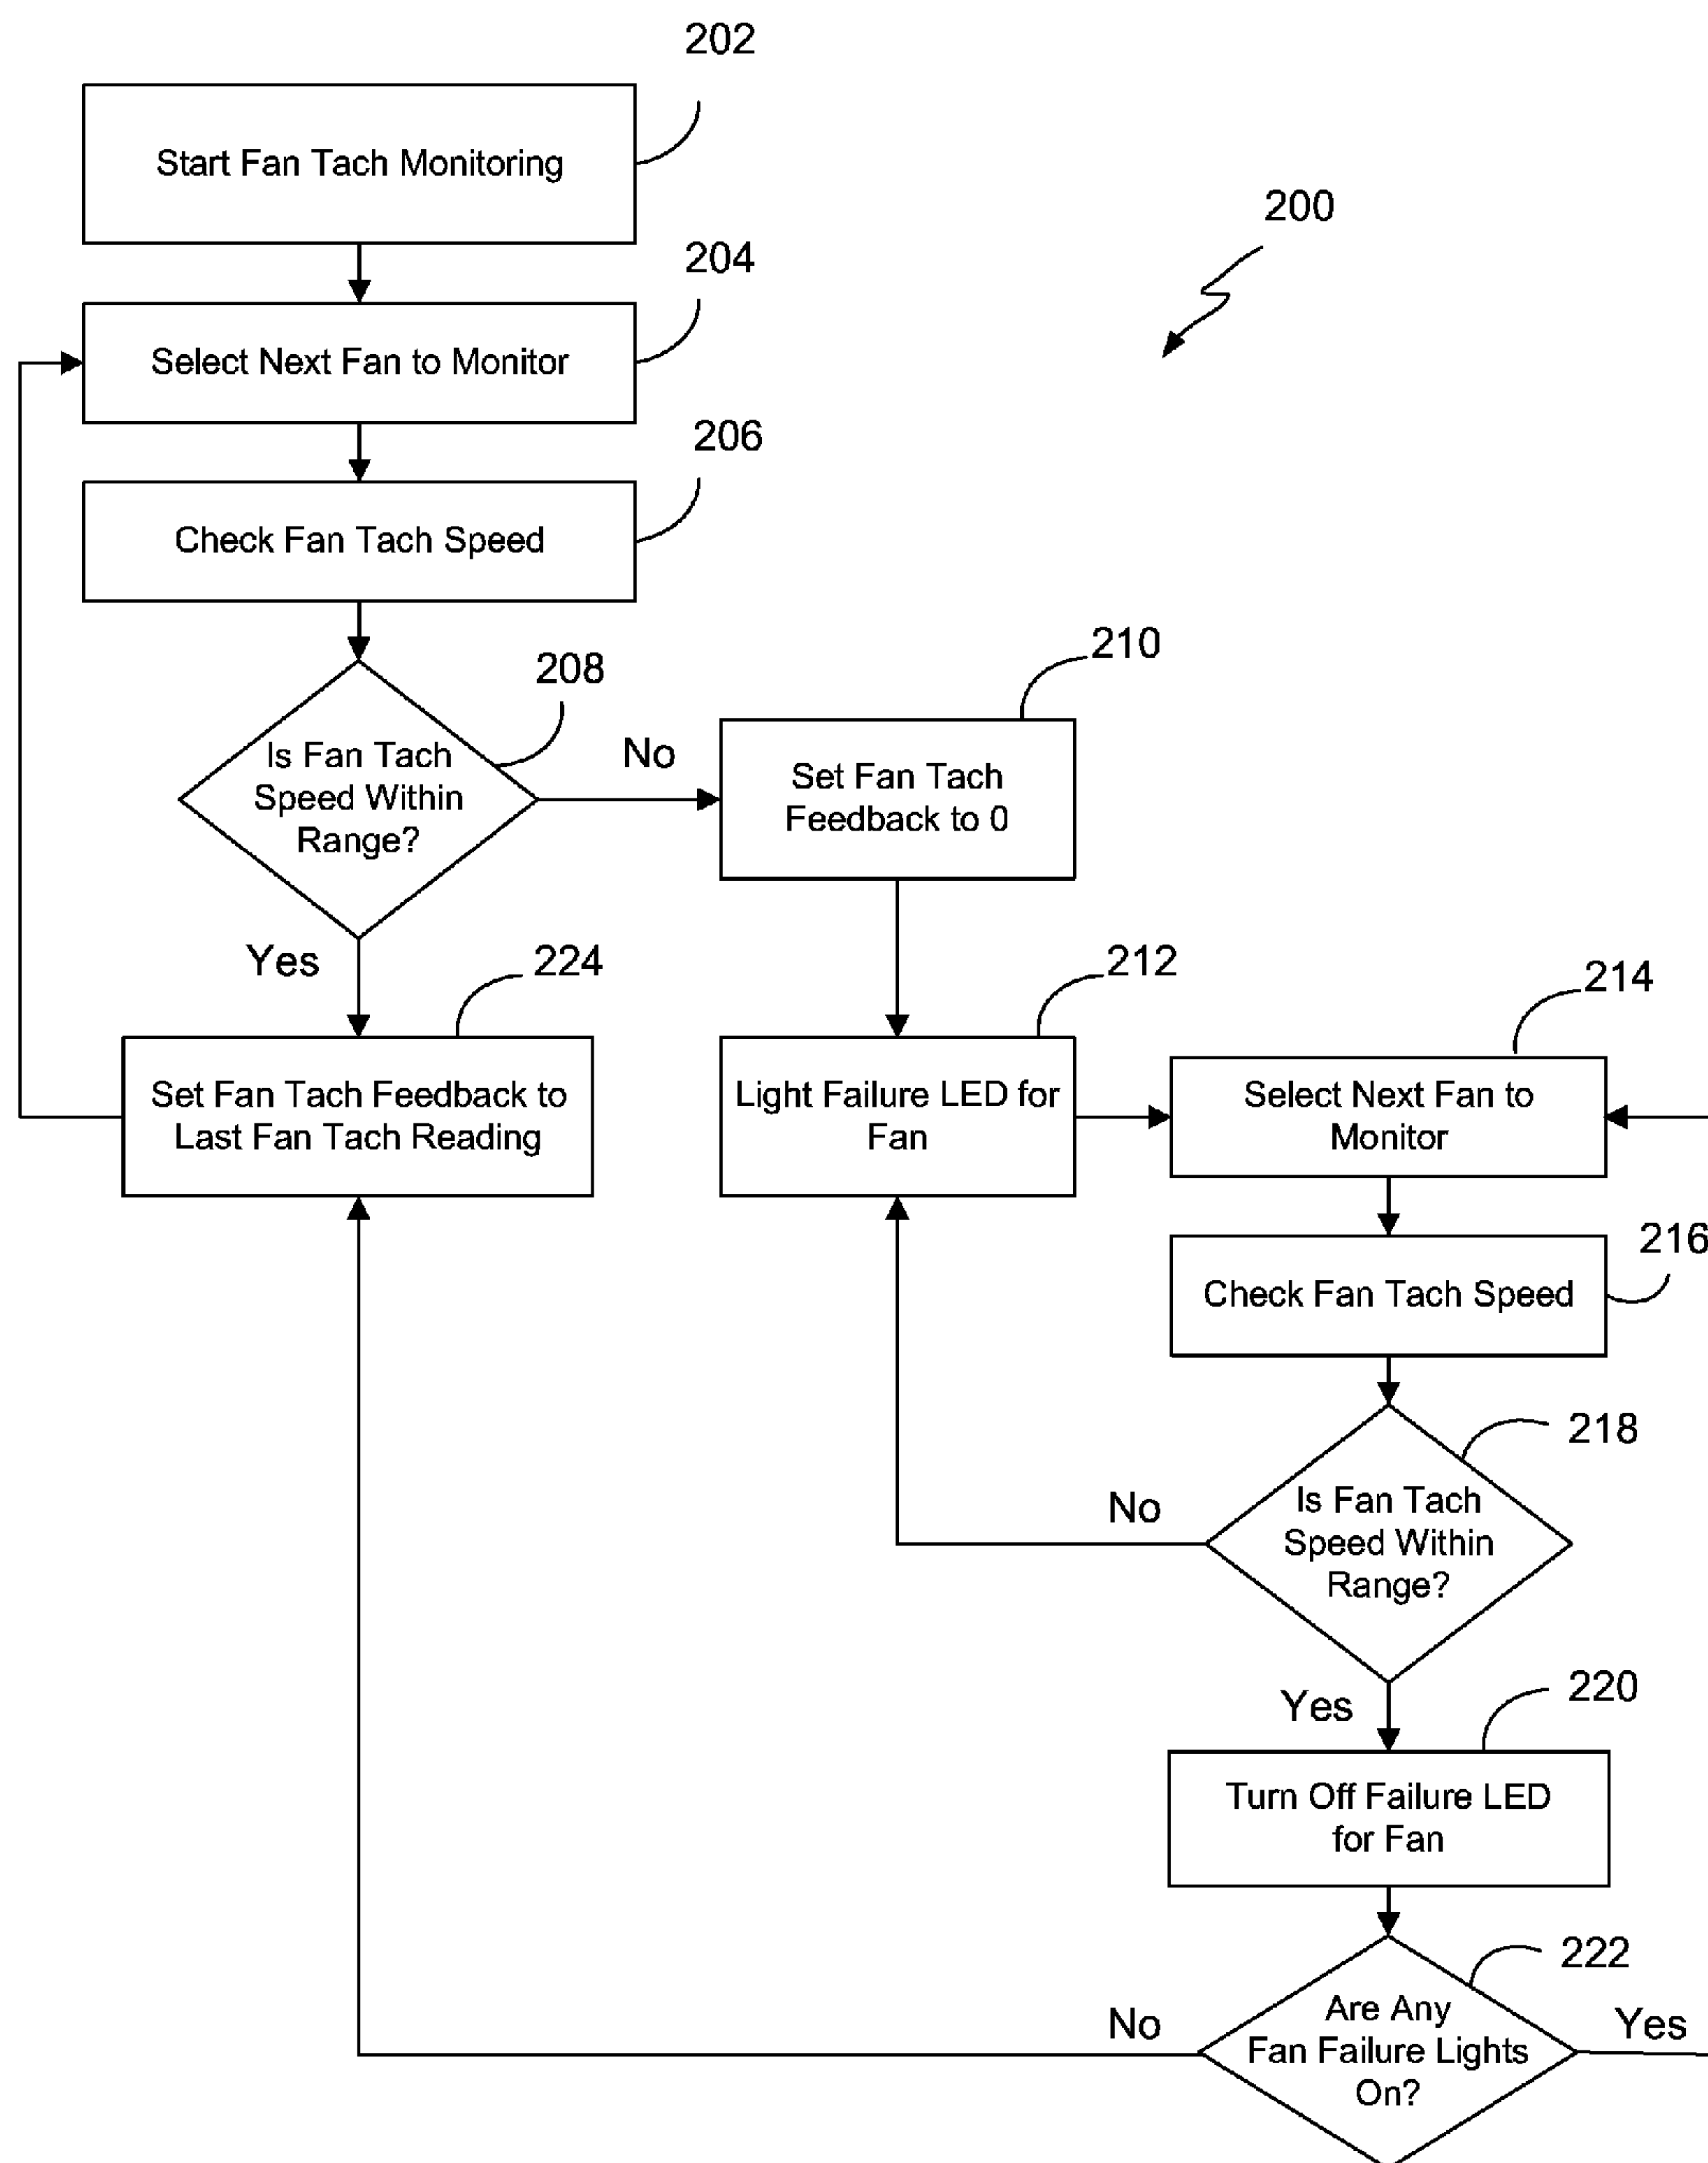 202
Start Fan Tach Monitoring
200
204
Select Next Fan to Monitor
206
Check Fan Tach Speed
208
Is Fan Tach
Speed Within
Range?
No
210
Set Fan Tach
Feedback to 0
Yes
224
Set Fan Tach Feedback to
Last Fan Tach Reading
212
Light Failure LED for
Fan
214
Select Next Fan to
Monitor
216
Check Fan Tach Speed
218
Is Fan Tach
Speed Within
Range?
No
Yes
220
Turn Off Failure LED
for Fan
222
Are Any
Fan Failure Lights
On?
No
Yes